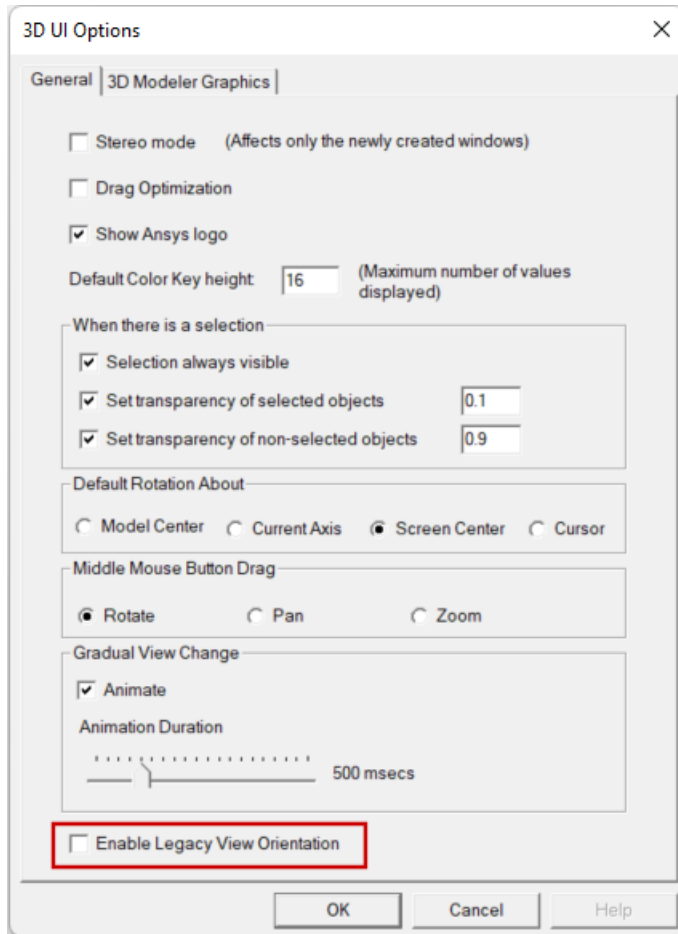 3D UI Options
General 3D Modeler Graphics
Stereo mode (Affects only the newly created windows)
Drag Optimization
Show Ansys logo
Default Color Key height: 16 (Maximum number of values
displayed)
When there is a selection
Selection always visible
Set transparency of selected objects 0.1
Set transparency of non-selected objects 0.9
Default Rotation About
Model Center Current Axis Screen Center Cursor
Middle Mouse Button Drag
Rotate Pan Zoom
Gradual View Change
Animate
Animation Duration
500 msecs
Enable Legacy View Orientation
OK Cancel Help